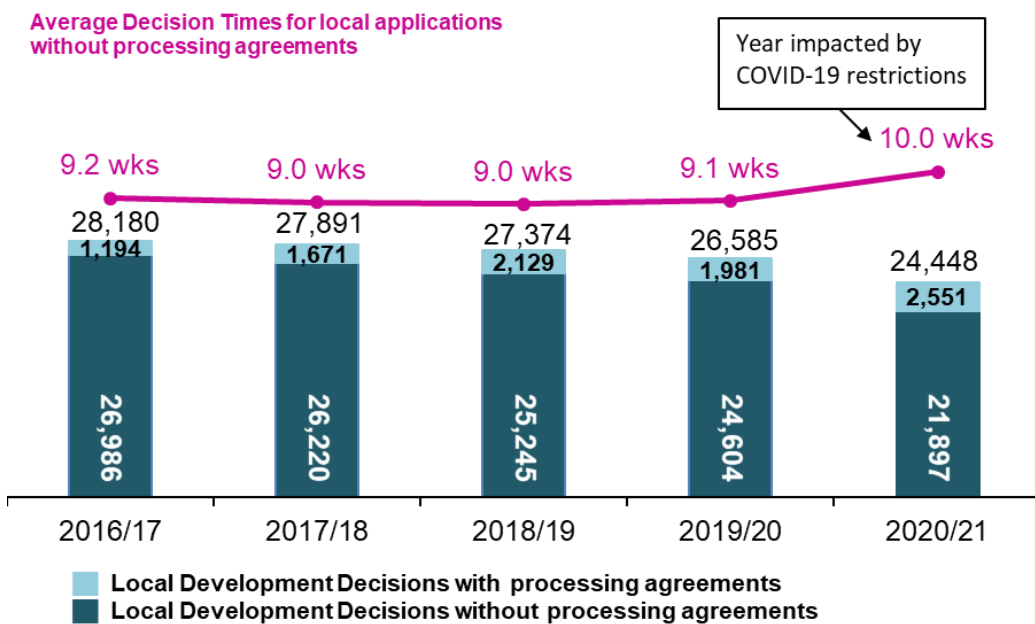 Average Decision Times for local applications
without processing agreements
Year impacted by
COVID-19 restrictions
9.2 wks
9.0 wks
9.0 wks
9.1 wks
10.0 wks
28,180
27,891
27,374
26,585
24,448
1,194
1,671
2,129
1,981
2,551
26,986
26,220
25,245
24,604
21,897
2016/17
2017/18
2018/19
2019/20
2020/21
Local Development Decisions with processing agreements
Local Development Decisions without processing agreements